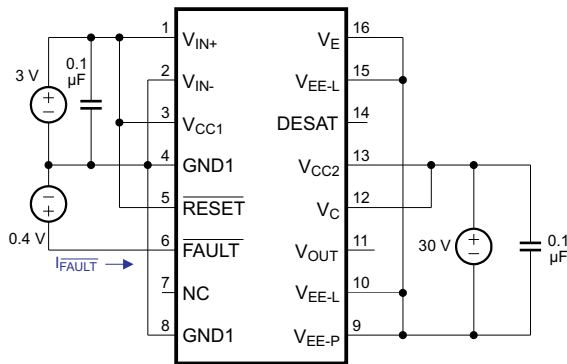 1 V_IN+ V_E 16
2 V_IN- V_EE-L 15
3 V_CC1 DESAT 14
4 GND1 V_CC2 13
5 RESET V_C 12
6 FAULT V_OUT 11
7 NC V_EE-L 10
8 GND1 V_EE-P 9
3 V
0.1
µF
0.4 V
I_FAULT
30 V
0.1
µF